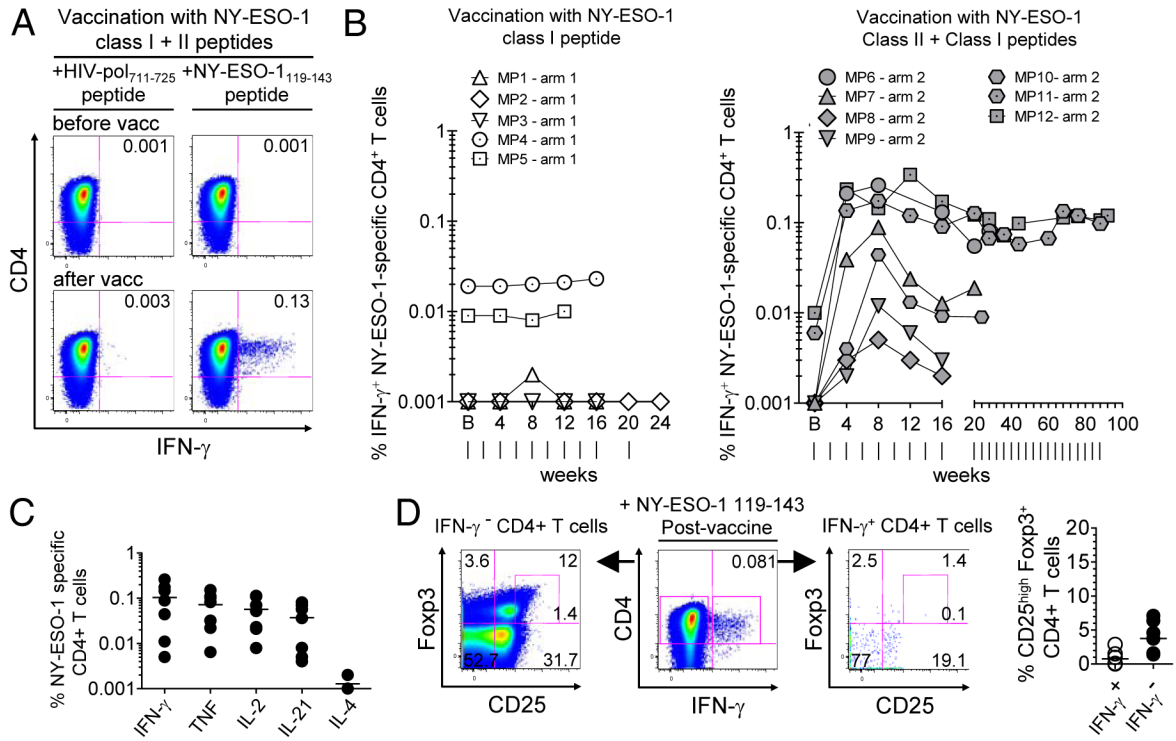 A
Vaccination with NY-ESO-1
class I + II peptides
+HIV-pol711-725 +NY-ESO-1119-143
peptide peptide
before vacc
0.001 0.001
after vacc
0.003 0.13
CD4
0 0
0 0
0 0
0 0
IFN-γ
B
Vaccination with NY-ESO-1
class I peptide
MP1 - arm 1
MP2 - arm 1
MP3 - arm 1
MP4 - arm 1
MP5 - arm 1
% IFN-γ+ NY-ESO-1-specific CD4+ T cells
1
0.1
0.01
0.001
B 4 8 12 16 20 24
weeks
Vaccination with NY-ESO-1
Class II + Class I peptides
MP6 - arm 2 MP10- arm 2
MP7 - arm 2 MP11- arm 2
MP8 - arm 2 MP12- arm 2
MP9 - arm 2
% IFN-γ+ NY-ESO-1-specific CD4+ T cells
1
0.1
0.01
0.001
B 4 8 12 16 20 40 60 80 100
weeks
C
% NY-ESO-1 specific
CD4+ T cells
1
0.1
0.01
0.001
IFN-γ TNF IL-2 IL-21 IL-4
D
+ NY-ESO-1 119-143
IFN-γ - CD4+ T cells Post-vaccine IFN-γ+ CD4+ T cells
Foxp3
3.6 12
1.4
52.7 31.7
CD25
CD4
0.081
IFN-γ
Foxp3
2.5 1.4
0.1
77 19.1
CD25
% CD25high Foxp3+
CD4+ T cells
20
15
10
5
0
IFN-γ + IFN-γ -